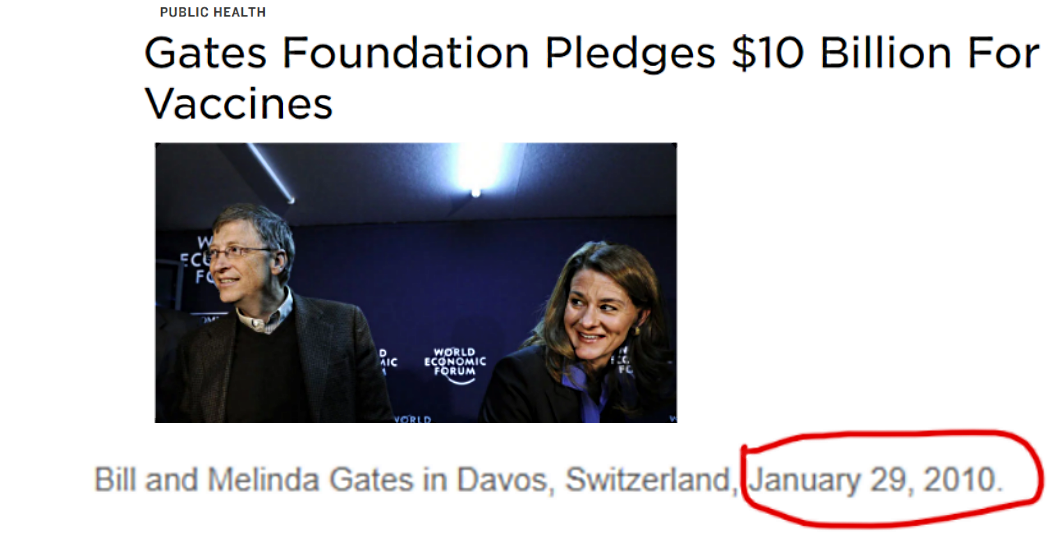 PUBLIC HEALTH
Gates Foundation Pledges $10 Billion For
Vaccines
WORLD
ECONOMIC
FORUM
WORLD
Bill and Melinda Gates in Davos, Switzerland, January 29, 2010.